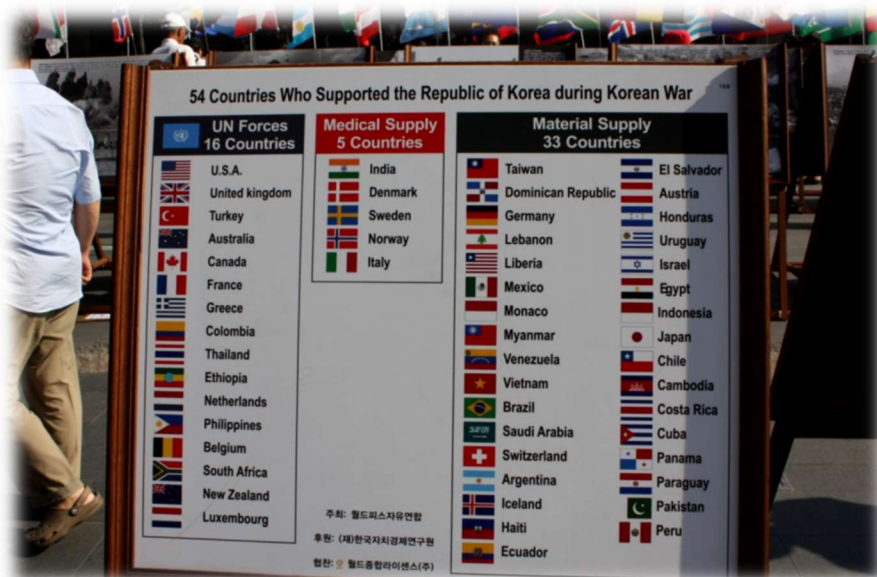 54 Countries Who Supported the Republic of Korea during Korean War
UN Forces
16 Countries
U.S.A.
United kingdom
Turkey
Australia
Canada
France
Greece
Colombia
Thailand
Ethiopia
Netherlands
Philippines
Belgium
South Africa
New Zealand
Luxembourg
Medical Supply
5 Countries
India
Denmark
Sweden
Norway
Italy
Material Supply
33 Countries
Taiwan
Dominican Republic
Germany
Lebanon
Liberia
Mexico
Monaco
Myanmar
Venezuela
Vietnam
Brazil
Saudi Arabia
Switzerland
Argentina
Iceland
Haiti
Ecuador
El Salvador
Austria
Honduras
Uruguay
Israel
Egypt
Indonesia
Japan
Chile
Cambodia
Costa Rica
Cuba
Panama
Paraguay
Pakistan
Peru
주최: 월드피스자유연합
후원: (재)한국자치경제연구원
협찬: 월드종합라이센스(주)